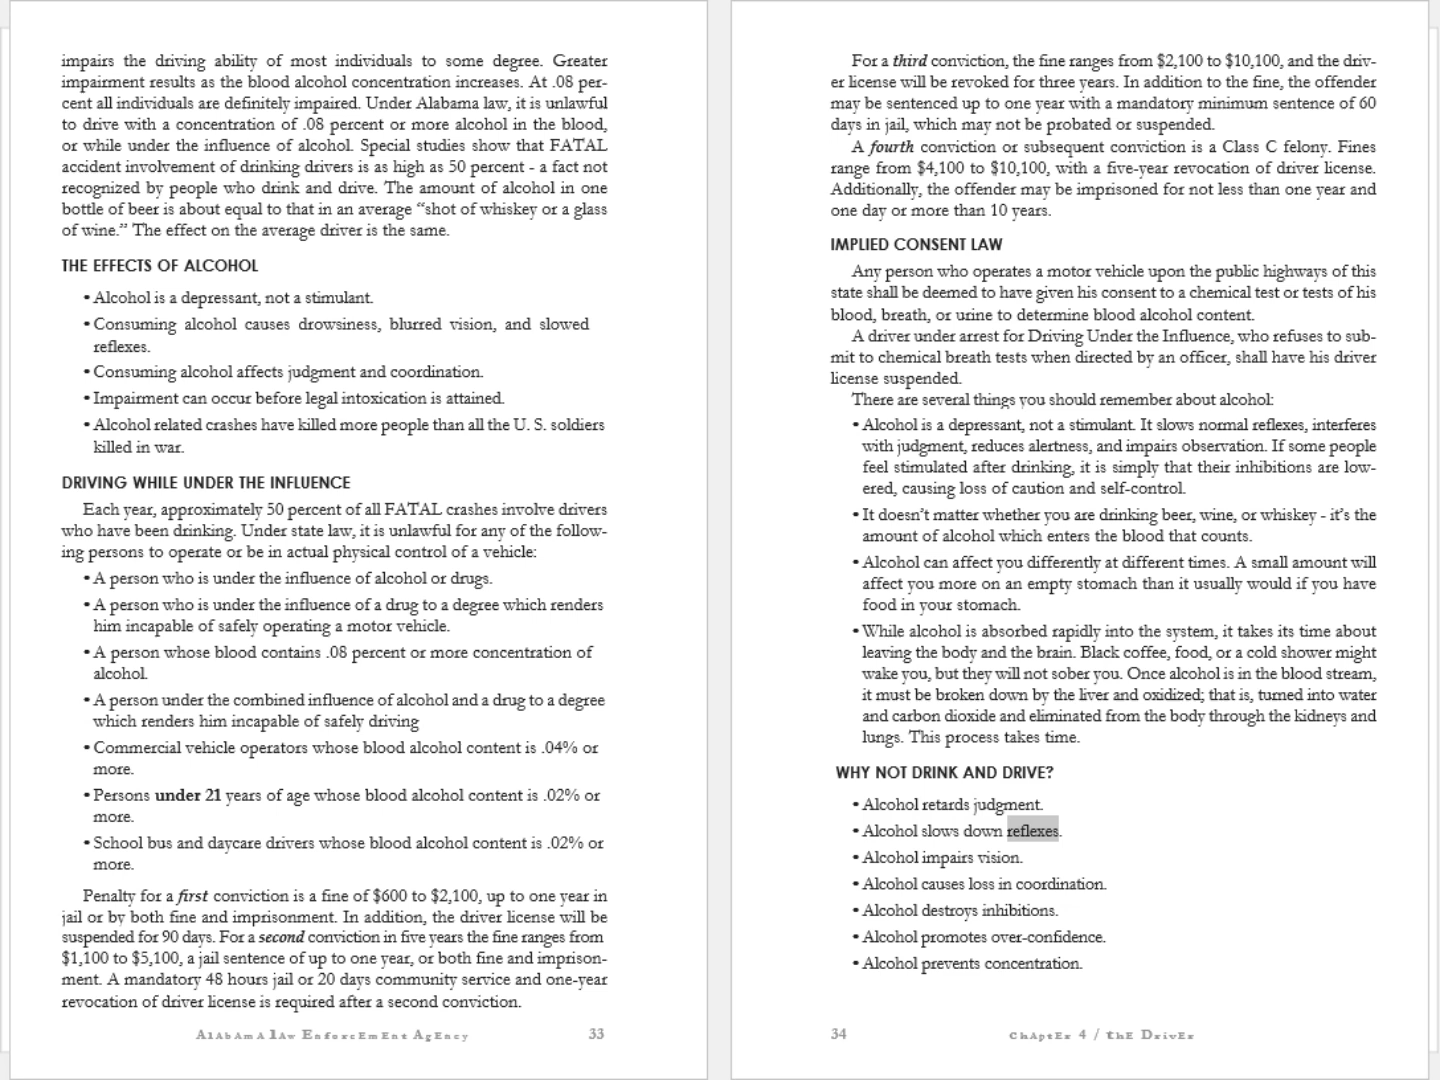 impairs the driving ability of most individuals to some degree. Greater
impairment results as the blood alcohol concentration increases. At .08 per-
cent all individuals are definitely impaired. Under Alabama law, it is unlawful
to drive with a concentration of .08 percent or more alcohol in the blood,
or while under the influence of alcohol. Special studies show that FATAL
accident involvement of drinking drivers is as high as 50 percent - a fact not
recognized by people who drink and drive. The amount of alcohol in one
bottle of beer is about equal to that in an average “shot of whiskey or a glass
of wine.” The effect on the average driver is the same.
THE EFFECTS OF ALCOHOL
• Alcohol is a depressant, not a stimulant.
• Consuming alcohol causes drowsiness, blurred vision, and slowed
reflexes.
• Consuming alcohol affects judgment and coordination.
• Impairment can occur before legal intoxication is attained.
• Alcohol related crashes have killed more people than all the U. S. soldiers
killed in war.
DRIVING WHILE UNDER THE INFLUENCE
Each year, approximately 50 percent of all FATAL crashes involve drivers
who have been drinking. Under state law, it is unlawful for any of the follow-
ing persons to operate or be in actual physical control of a vehicle:
• A person who is under the influence of alcohol or drugs.
• A person who is under the influence of a drug to a degree which renders
him incapable of safely operating a motor vehicle.
• A person whose blood contains .08 percent or more concentration of
alcohol.
• A person under the combined influence of alcohol and a drug to a degree
which renders him incapable of safely driving
• Commercial vehicle operators whose blood alcohol content is .04% or
more.
• Persons under 21 years of age whose blood alcohol content is .02% or
more.
• School bus and daycare drivers whose blood alcohol content is .02% or
more.
Penalty for a first conviction is a fine of $600 to $2,100, up to one year in
jail or by both fine and imprisonment. In addition, the driver license will be
suspended for 90 days. For a second conviction in five years the fine ranges from
$1,100 to $5,100, a jail sentence of up to one year, or both fine and imprison-
ment. A mandatory 48 hours jail or 20 days community service and one-year
revocation of driver license is required after a second conviction.
Alabama Law Enforcement Agency 33
For a third conviction, the fine ranges from $2,100 to $10,100, and the driv-
er license will be revoked for three years. In addition to the fine, the offender
may be sentenced up to one year with a mandatory minimum sentence of 60
days in jail, which may not be probated or suspended.
A fourth conviction or subsequent conviction is a Class C felony. Fines
range from $4,100 to $10,100, with a five-year revocation of driver license.
Additionally, the offender may be imprisoned for not less than one year and
one day or more than 10 years.
IMPLIED CONSENT LAW
Any person who operates a motor vehicle upon the public highways of this
state shall be deemed to have given his consent to a chemical test or tests of his
blood, breath, or urine to determine blood alcohol content.
A driver under arrest for Driving Under the Influence, who refuses to sub-
mit to chemical breath tests when directed by an officer, shall have his driver
license suspended.
There are several things you should remember about alcohol:
• Alcohol is a depressant, not a stimulant. It slows normal reflexes, interferes
with judgment, reduces alertness, and impairs observation. If some people
feel stimulated after drinking, it is simply that their inhibitions are low-
ered, causing loss of caution and self-control.
• It doesn’t matter whether you are drinking beer, wine, or whiskey - it’s the
amount of alcohol which enters the blood that counts.
• Alcohol can affect you differently at different times. A small amount will
affect you more on an empty stomach than it usually would if you have
food in your stomach.
• While alcohol is absorbed rapidly into the system, it takes its time about
leaving the body and the brain. Black coffee, food, or a cold shower might
wake you, but they will not sober you. Once alcohol is in the blood stream,
it must be broken down by the liver and oxidized; that is, turned into water
and carbon dioxide and eliminated from the body through the kidneys and
lungs. This process takes time.
WHY NOT DRINK AND DRIVE?
• Alcohol retards judgment.
• Alcohol slows down reflexes.
• Alcohol impairs vision.
• Alcohol causes loss in coordination.
• Alcohol destroys inhibitions.
• Alcohol promotes over-confidence.
• Alcohol prevents concentration.
34 Chapter 4 / the Driver